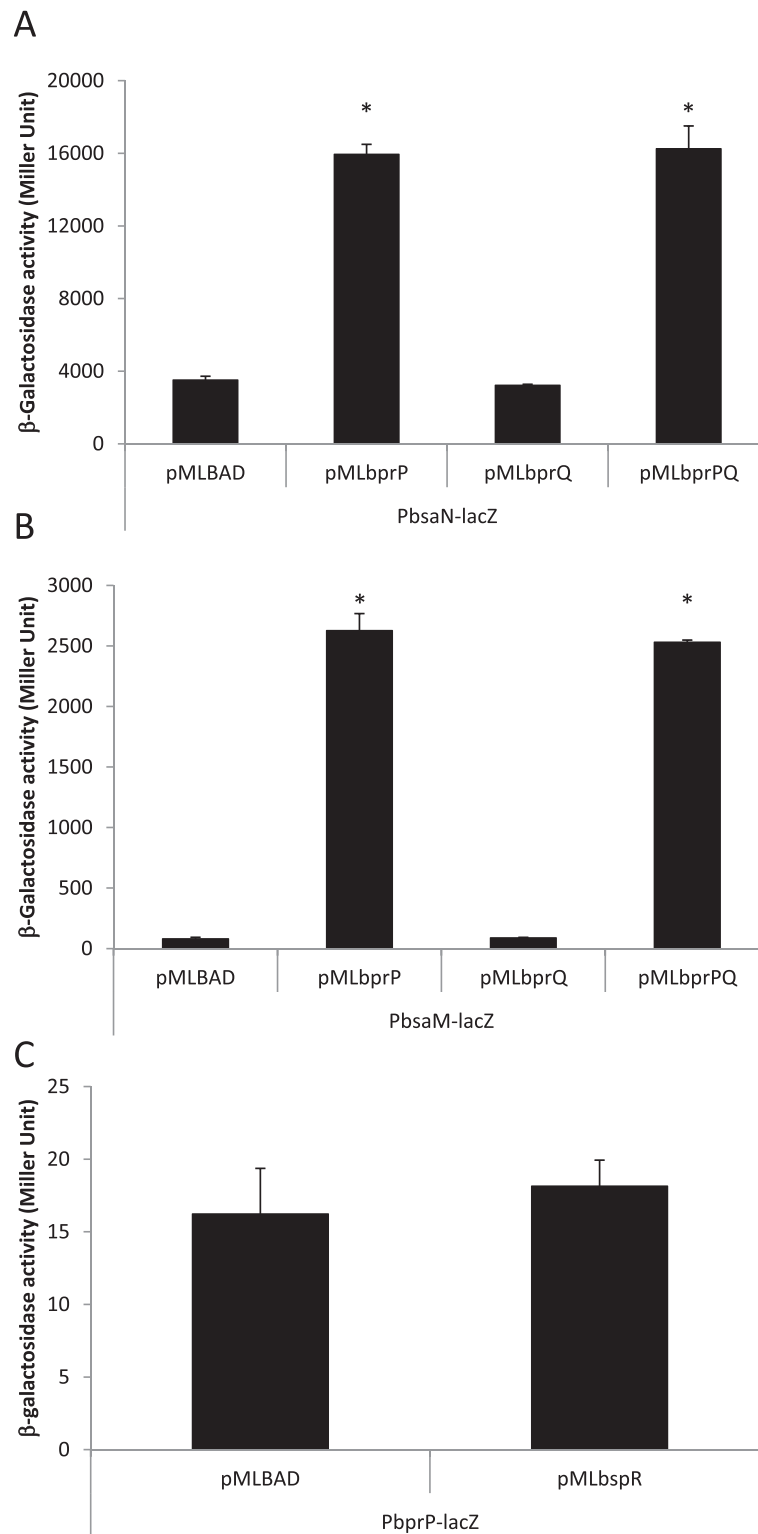 A
β-Galactosidase activity (Miller Unit)
20000
16000
12000
8000
4000
0
* *
pMLBAD pMLbprP pMLbprQ pMLbprPQ
PbsaN-lacZ
B
β-Galactosidase activity (Miller Unit)
3000
2500
2000
1500
1000
500
0
* *
pMLBAD pMLbprP pMLbprQ pMLbprPQ
PbsaM-lacZ
C
β-galactosidase activity (Miller Unit)
25
20
15
10
5
0
pMLBAD pMLbspR
PbprP-lacZ